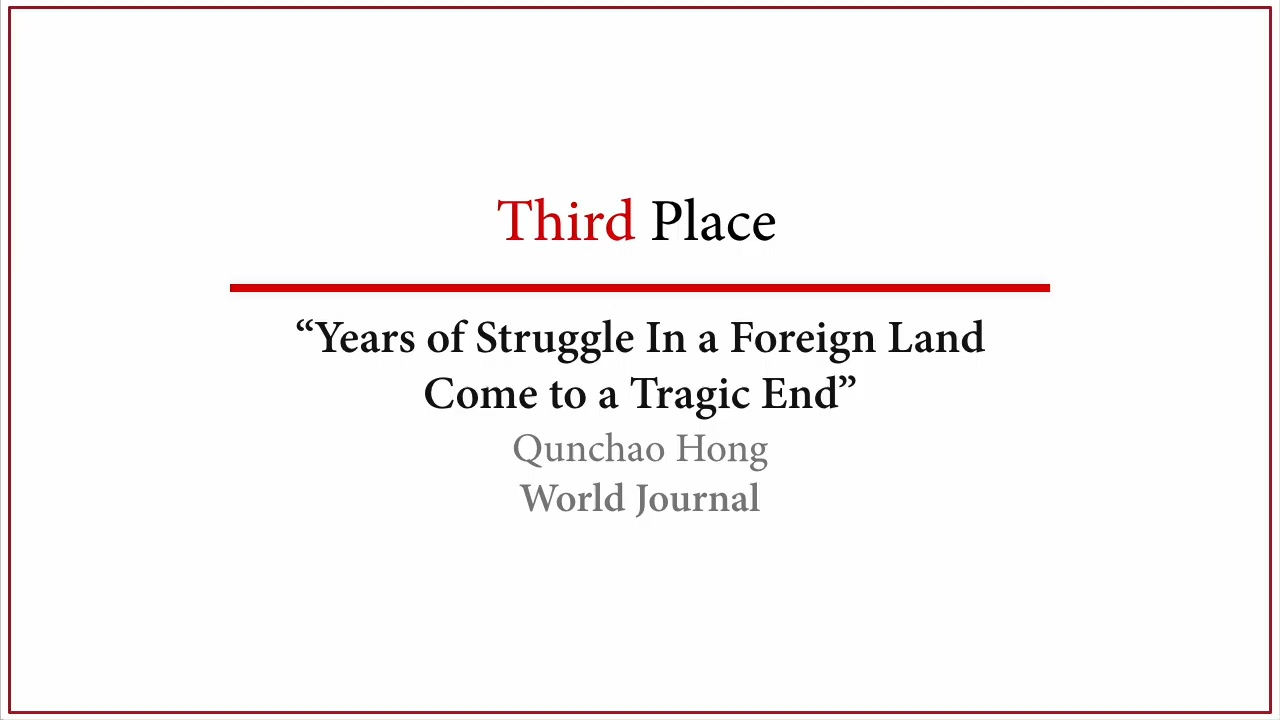 Third Place
“Years of Struggle In a Foreign Land
Come to a Tragic End”
Qunchao Hong
World Journal